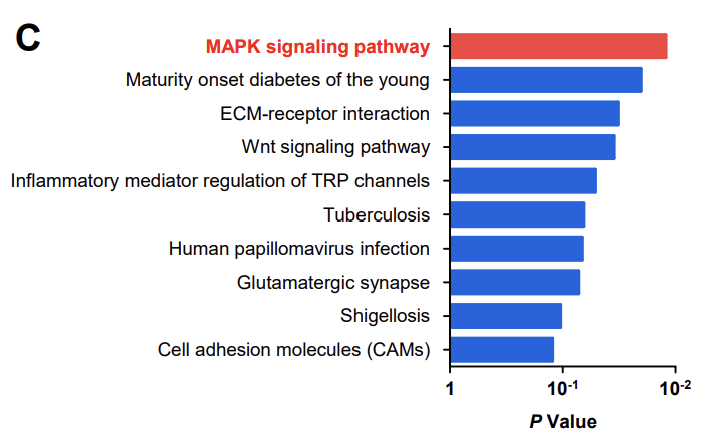 C
MAPK signaling pathway
Maturity onset diabetes of the young
ECM-receptor interaction
Wnt signaling pathway
Inflammatory mediator regulation of TRP channels
Tuberculosis
Human papillomavirus infection
Glutamatergic synapse
Shigellosis
Cell adhesion molecules (CAMs)
1 10⁻¹ 10⁻²
P Value